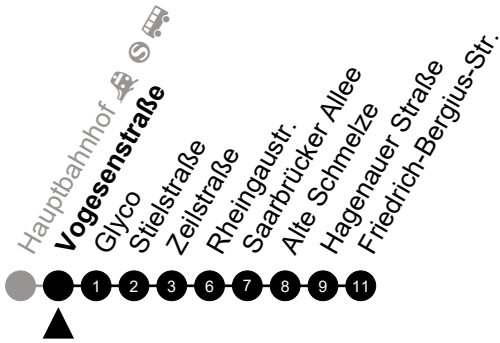 Hauptbahnhof S
Vogesenstraße
Glyco
Stielstraße
Zeilstraße
Rheingaustr.
Saarbrücker Allee
Alte Schmelze
Hagenauer Straße
Friedrich-Bergius-Str.
1 2 3 6 7 8 9 11